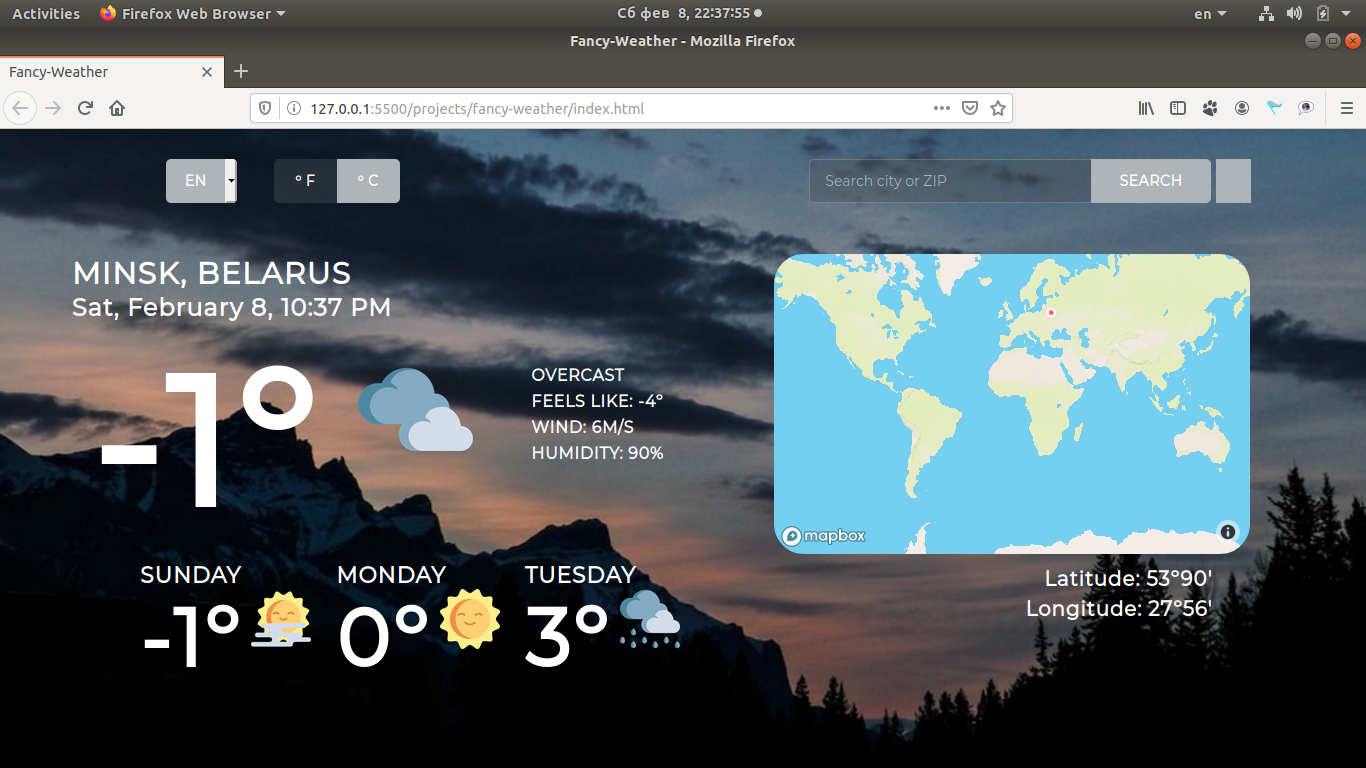 Activities
Firefox Web Browser
Сб фев 8, 22:37:55
en
Fancy-Weather - Mozilla Firefox
Fancy-Weather
127.0.0.1:5500/projects/fancy-weather/index.html
EN
° F
° C
Search city or ZIP
SEARCH
MINSK, BELARUS
Sat, February 8, 10:37 PM
-1°
OVERCAST
FEELS LIKE: -4°
WIND: 6M/S
HUMIDITY: 90%
mapbox
SUNDAY
-1°
MONDAY
0°
TUESDAY
3°
Latitude: 53°90'
Longitude: 27°56'